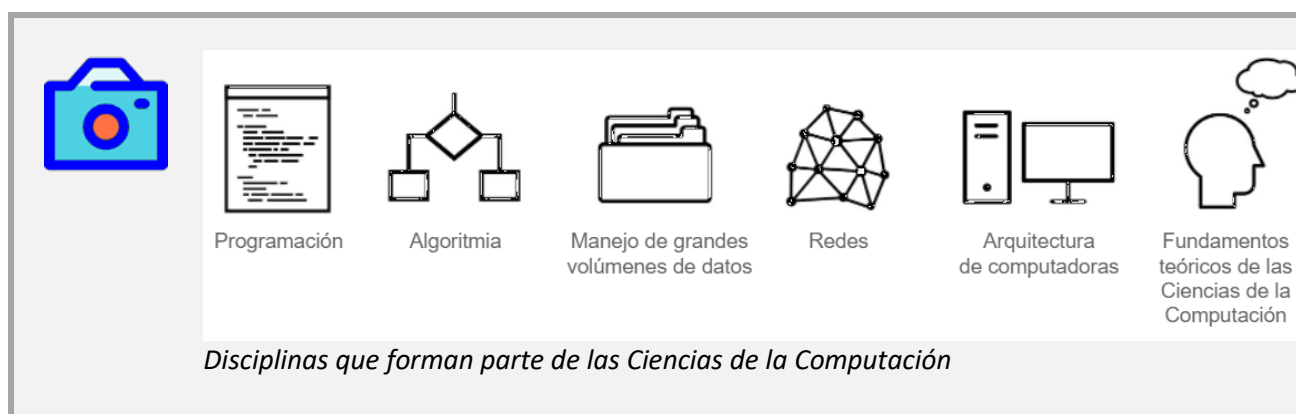 Programación
Algoritmia
Manejo de grandes
volúmenes de datos
Redes
Arquitectura
de computadoras
Fundamentos
teóricos de las
Ciencias de la
Computación
Disciplinas que forman parte de las Ciencias de la Computación